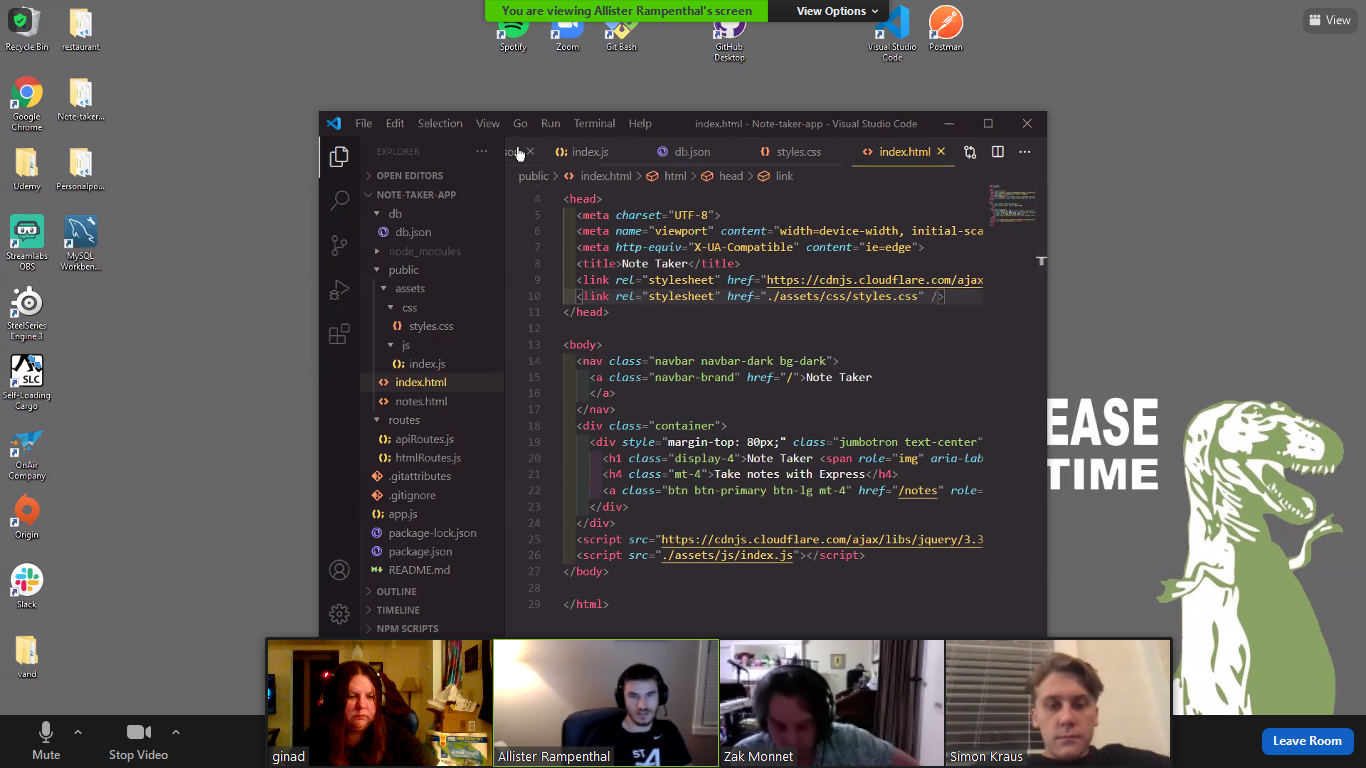 You are viewing Allister Rampenthal's screen
View Options
View
Recycle Bin
restaurant
Spotify
Zoom
Git Bash
GitHub Desktop
Visual Studio Code
Postman
Google Chrome
Note-taker...
Udemy
Personalpo...
Streamlabs OBS
MySQL Workben...
SteelSeries Engine 3
SLC
Self-Loading Cargo
OnAir Company
Origin
Slack
vand
File Edit Selection View Go Run Terminal Help
index.html - Note-taker-app - Visual Studio Code
EXPLORER
index.js
db.json
styles.css
index.html
public > index.html > html > head > link
OPEN EDITORS
NOTE-TAKER-APP
db
db.json
node_modules
public
assets
css
styles.css
js
index.js
index.html
notes.html
routes
apiRoutes.js
htmlRoutes.js
.gitattributes
.gitignore
app.js
package-lock.json
package.json
README.md
OUTLINE
TIMELINE
NPM SCRIPTS
4 <head>
5 <meta charset="UTF-8">
6 <meta name="viewport" content="width=device-width, initial-sca
7 <meta http-equiv="X-UA-Compatible" content="ie=edge">
8 <title>Note Taker</title>
9 <link rel="stylesheet" href="https://cdnjs.cloudflare.com/ajax
10 <link rel="stylesheet" href="./assets/css/styles.css" />
11 </head>
12
13 <body>
14 <nav class="navbar navbar-dark bg-dark">
15 <a class="navbar-brand" href="/">Note Taker
16 </a>
17 </nav>
18 <div class="container">
19 <div style="margin-top: 80px;" class="jumbotron text-center"
20 <h1 class="display-4">Note Taker <span role="img" aria-lab
21 <h4 class="mt-4">Take notes with Express</h4>
22 <a class="btn btn-primary btn-lg mt-4" href="/notes" role=
23 </div>
24 </div>
25 <script src="https://cdnjs.cloudflare.com/ajax/libs/jquery/3.3
26 <script src="./assets/js/index.js"></script>
27 </body>
28
29 </html>
EASE
TIME
ginad
Allister Rampenthal
Zak Monnet
Simon Kraus
Mute
Stop Video
Leave Room